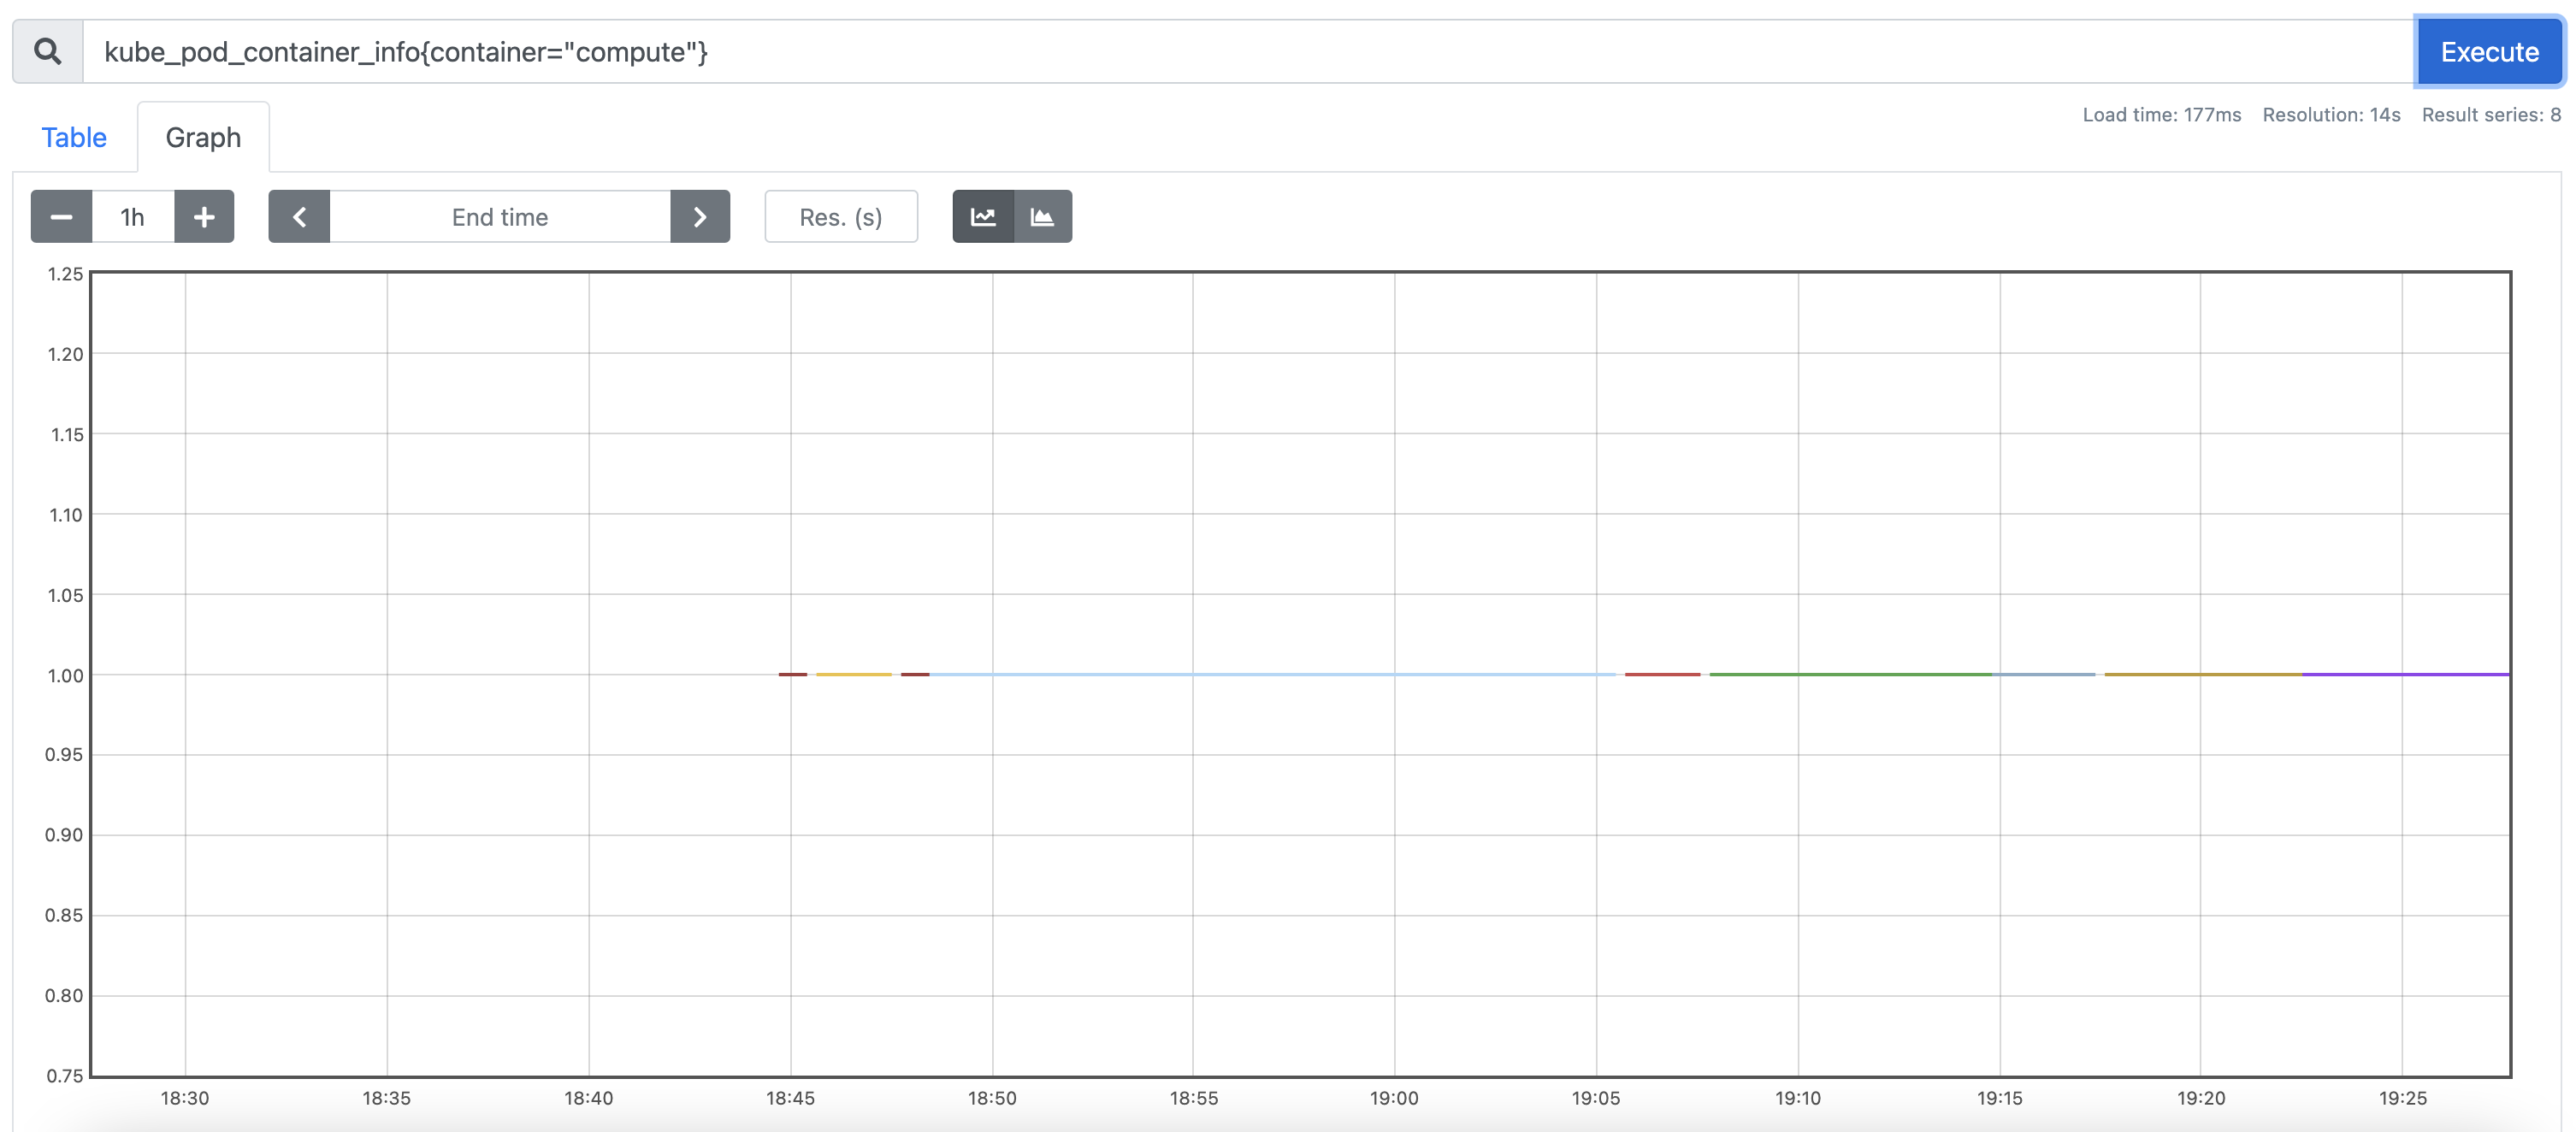 kube_pod_container_info{container="compute"}
Execute
Load time: 177ms Resolution: 14s Result series: 8
Table
Graph
1h
End time
Res. (s)
1.25
1.20
1.15
1.10
1.05
1.00
0.95
0.90
0.85
0.80
0.75
18:30 18:35 18:40 18:45 18:50 18:55 19:00 19:05 19:10 19:15 19:20 19:25